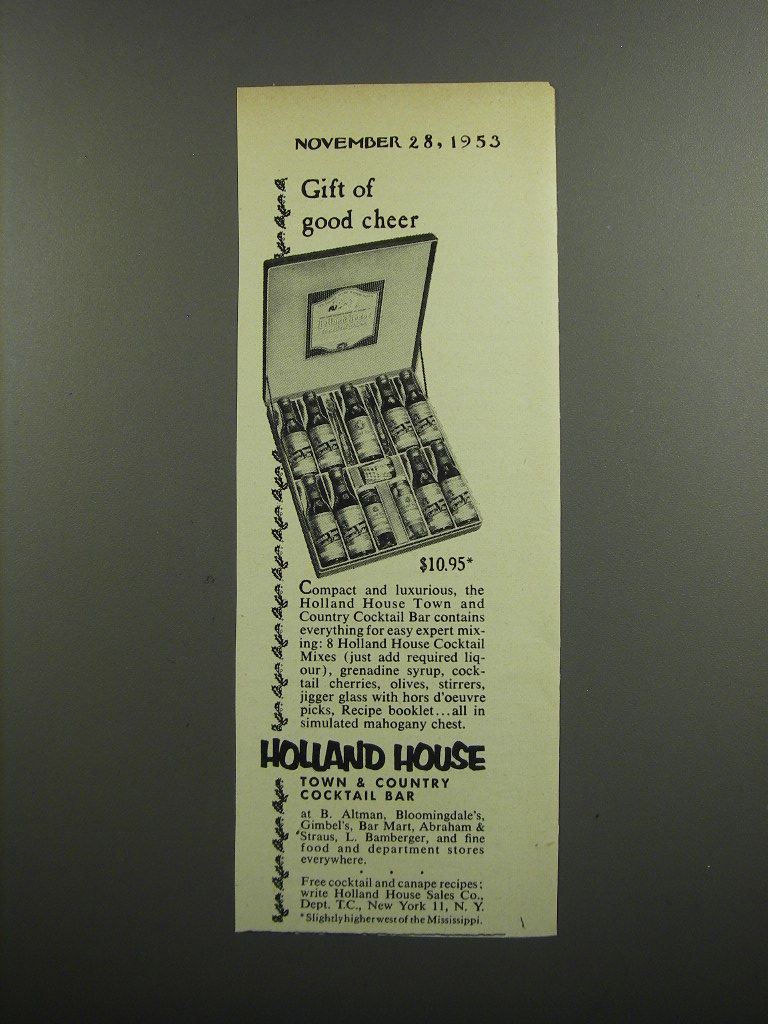 NOVEMBER 28, 1953
Gift of
good cheer
Holland House
$10.95*
Compact and luxurious, the
Holland House Town and
Country Cocktail Bar contains
everything for easy expert mix-
ing: 8 Holland House Cocktail
Mixes (just add required liq-
our), grenadine syrup, cock-
tail cherries, olives, stirrers,
jigger glass with hors d'oeuvre
picks, Recipe booklet...all in
simulated mahogany chest.
HOLLAND HOUSE
TOWN & COUNTRY
COCKTAIL BAR
at B. Altman, Bloomingdale's,
Gimbel's, Bar Mart, Abraham &
Straus, L. Bamberger, and fine
food and department stores
everywhere.
. . .
Free cocktail and canape recipes;
write Holland House Sales Co.,
Dept. T.C., New York 11, N. Y.
*Slightly higher west of the Mississippi.